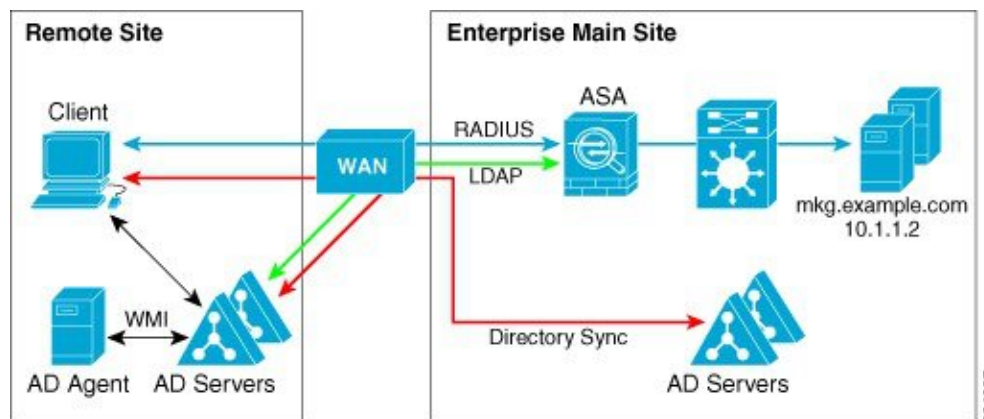 Remote Site
Enterprise Main Site
Client
ASA
RADIUS
WAN
LDAP
mkg.example.com
10.1.1.2
WMI
Directory Sync
AD Agent
AD Servers
AD Servers